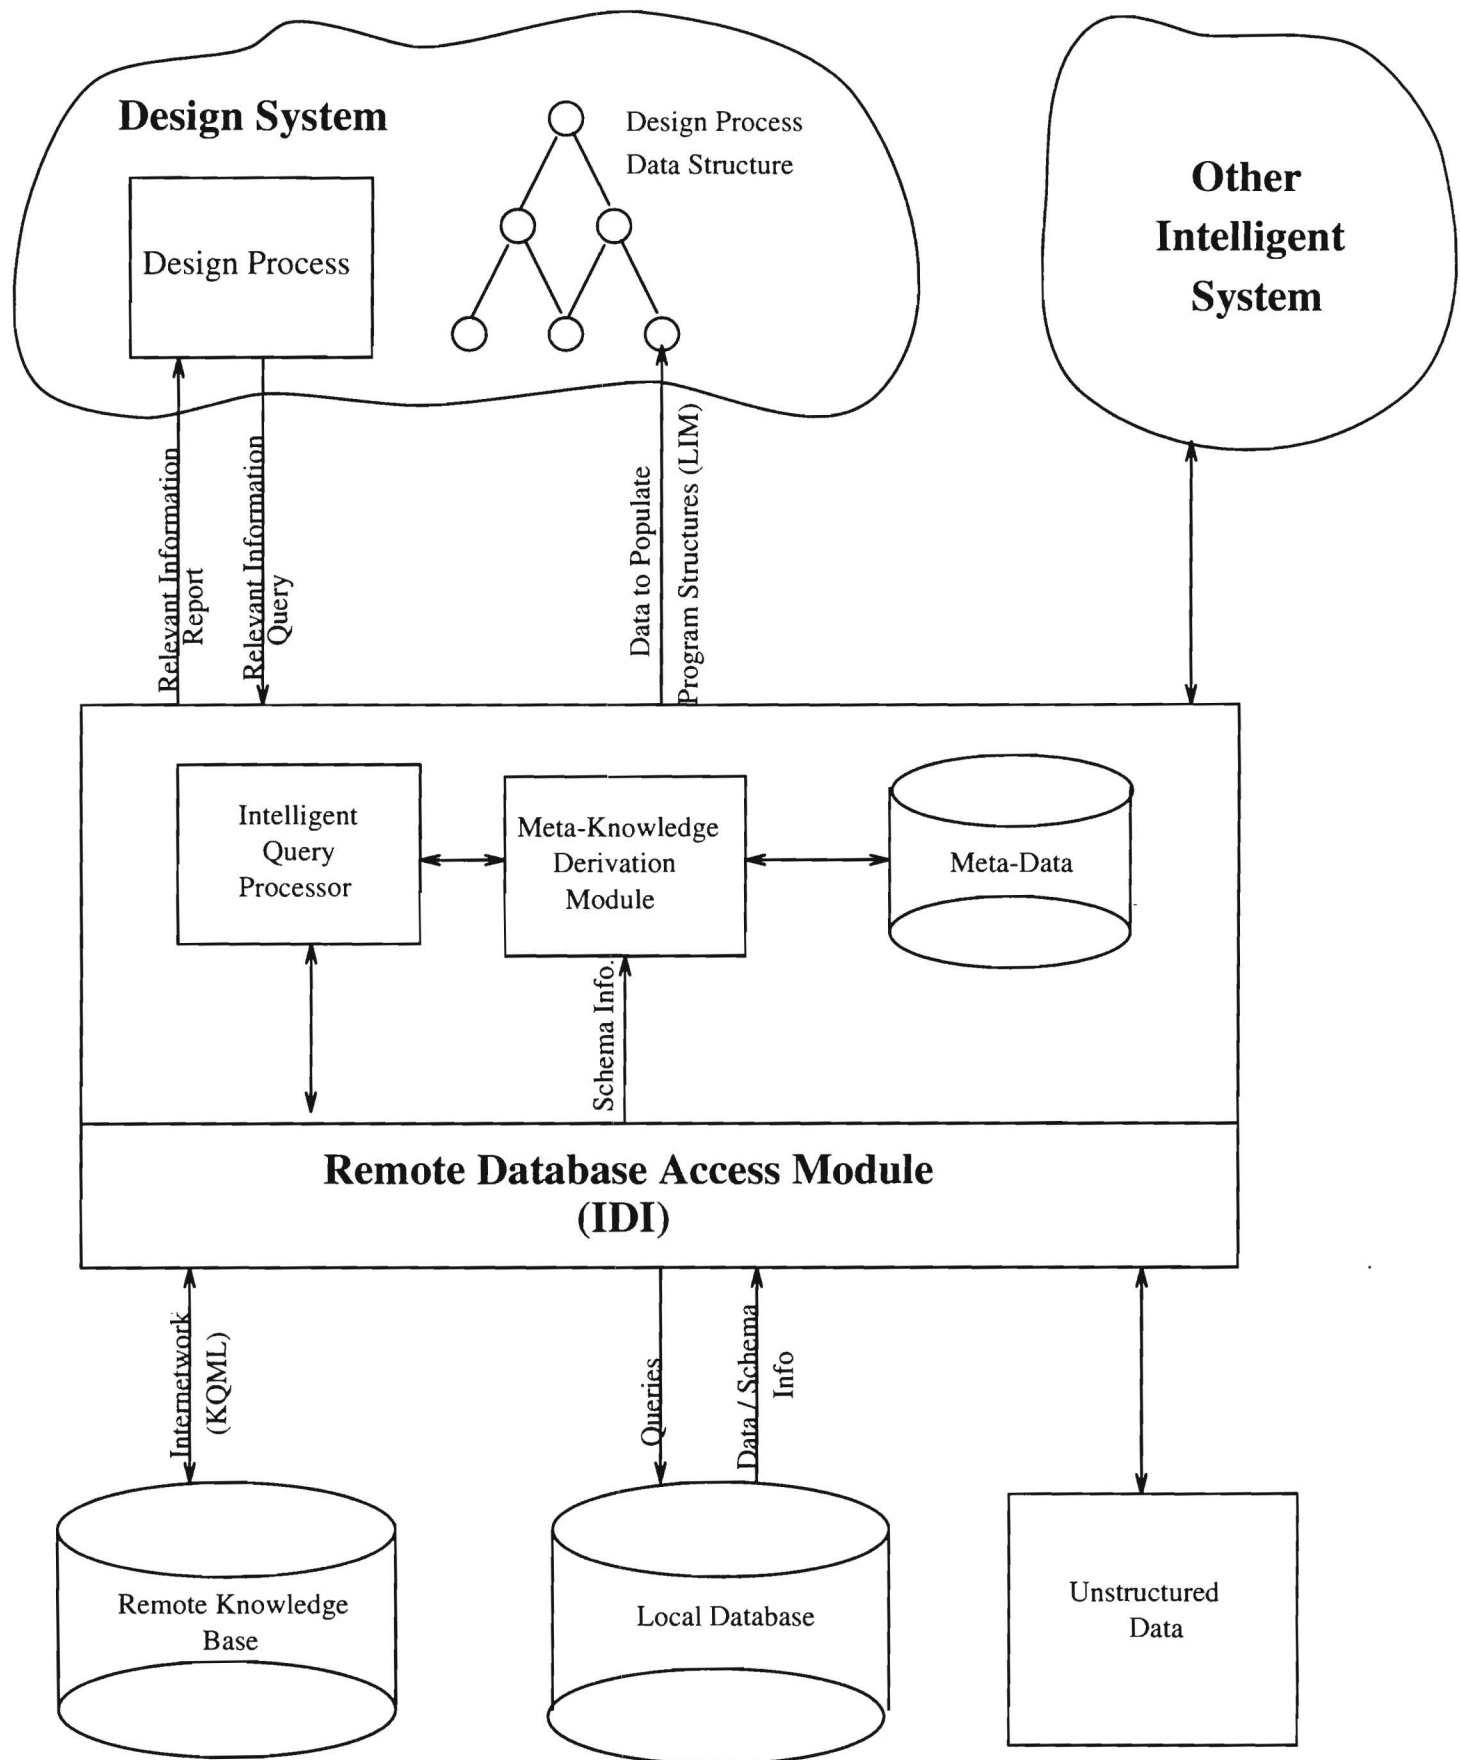 Design System
Design Process
Data Structure
Design Process
Other
Intelligent
System
Relevant Information
Report
Relevant Information
Query
Data to Populate
Program Structures (LIM)
Intelligent
Query
Processor
Meta-Knowledge
Derivation
Module
Meta-Data
Schema Info.
Remote Database Access Module
(IDI)
Internetwork
(KQML)
Queries
Data / Schema
Info
Remote Knowledge
Base
Local Database
Unstructured
Data